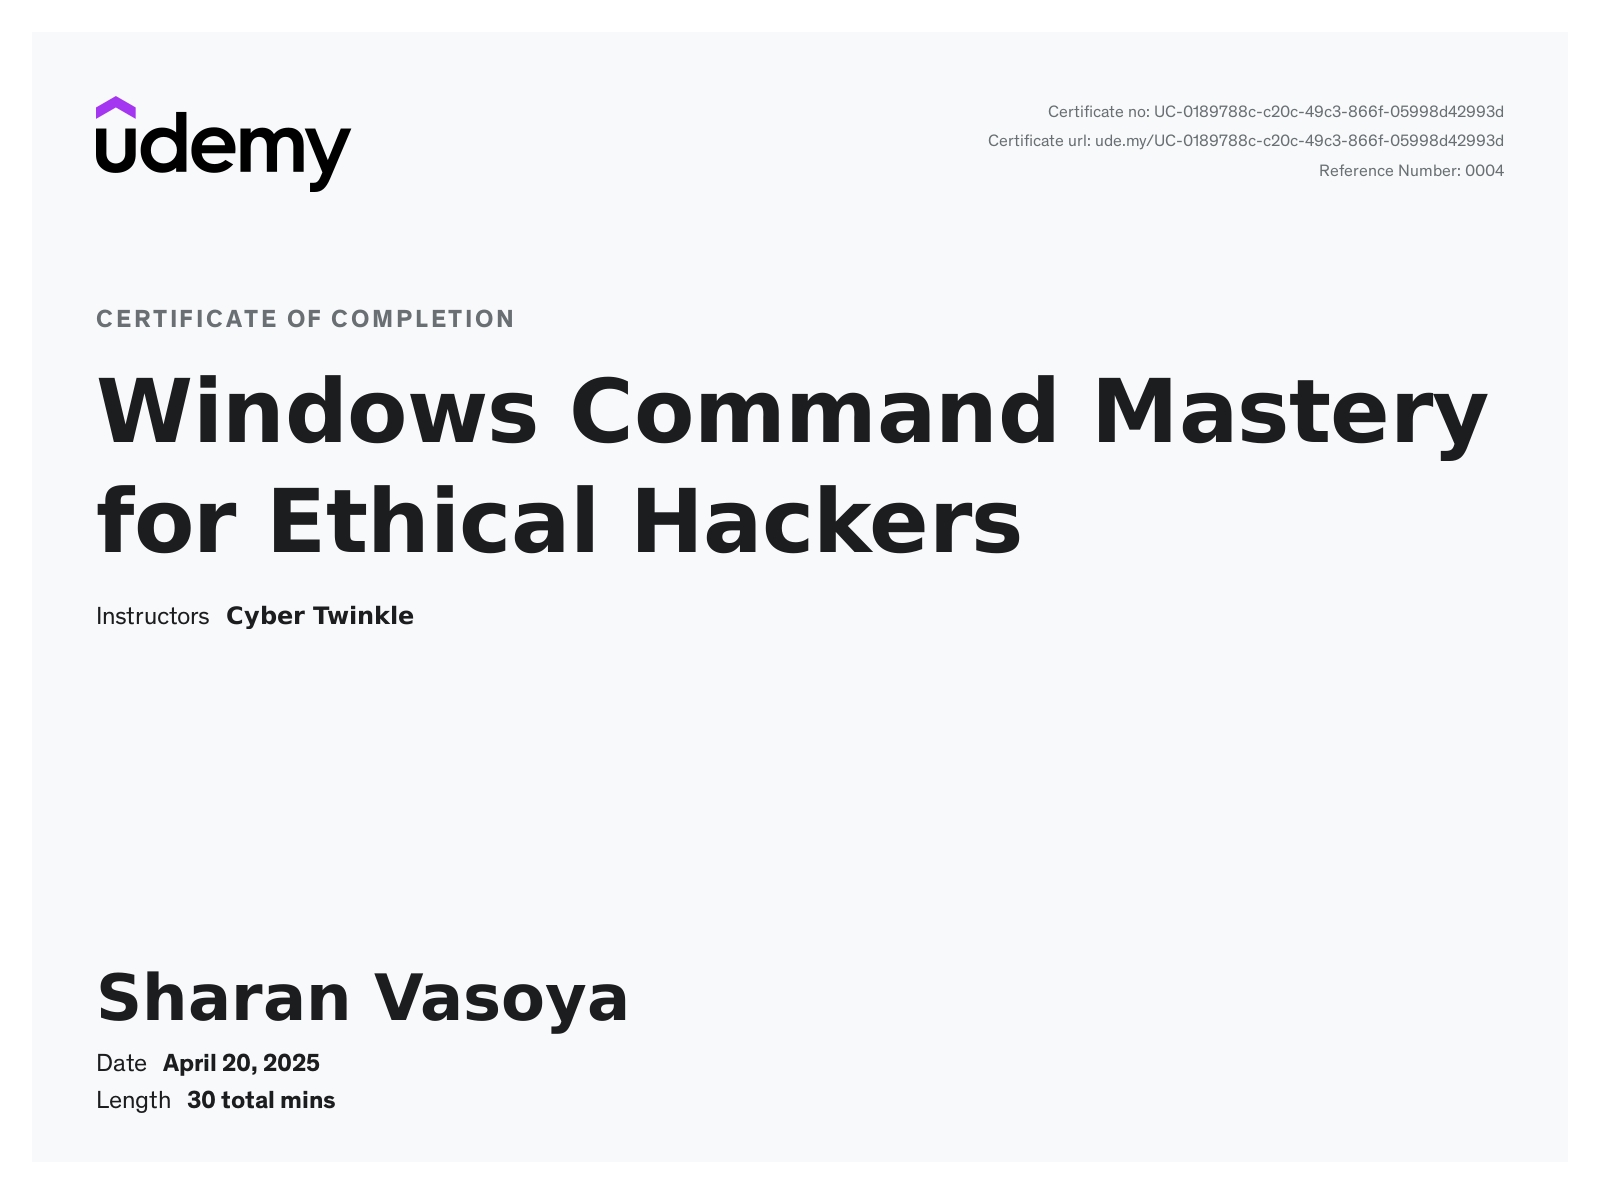 udemy
Certificate no: UC-0189788c-c20c-49c3-866f-05998d42993d
Certificate url: ude.my/UC-0189788c-c20c-49c3-866f-05998d42993d
Reference Number: 0004
CERTIFICATE OF COMPLETION
Windows Command Mastery
for Ethical Hackers
Instructors Cyber Twinkle
Sharan Vasoya
Date April 20, 2025
Length 30 total mins